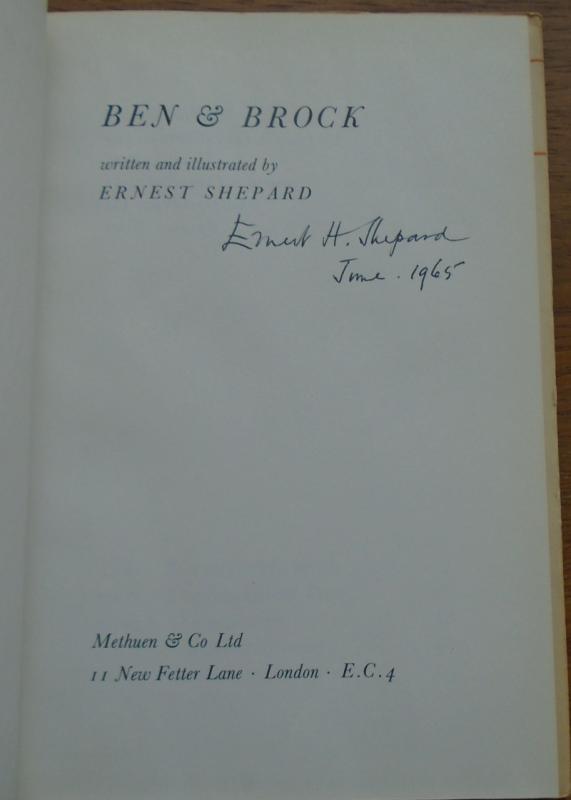 BEN & BROCK
written and illustrated by
ERNEST SHEPARD
Ernest H. Shepard
June . 1965
Methuen & Co Ltd
11 New Fetter Lane · London · E.C.4